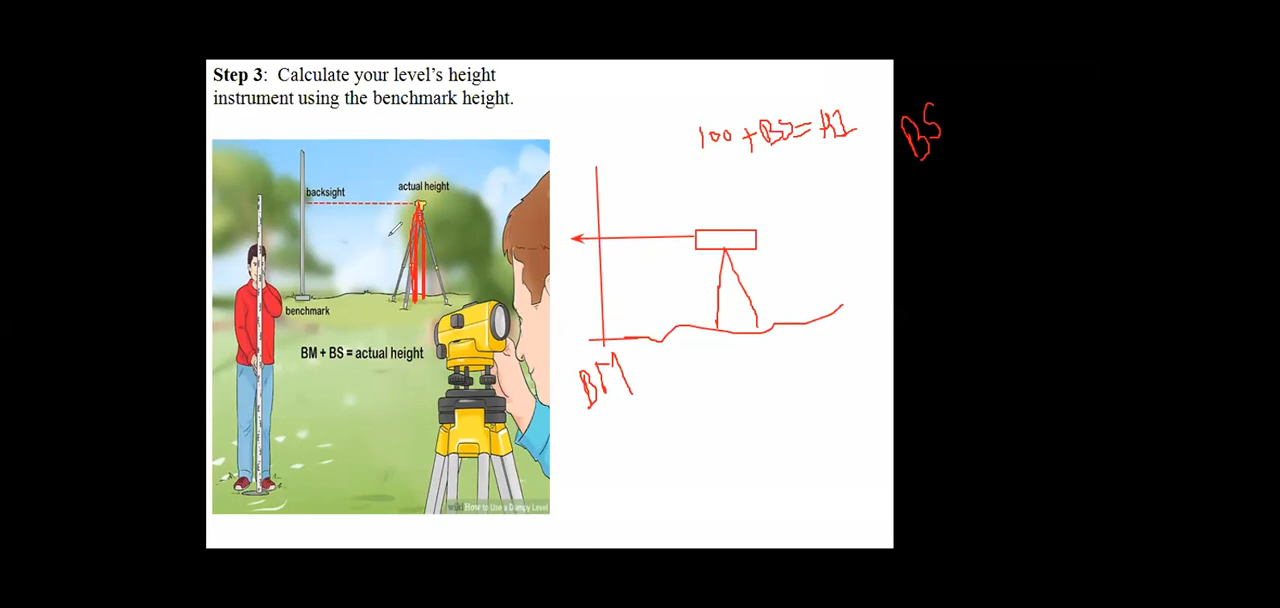 Step 3: Calculate your level's height
instrument using the benchmark height.
100 + BS = HI
BS
backsight
actual height
benchmark
BM + BS = actual height
BM
wikiHow to Use a Dumpy Level